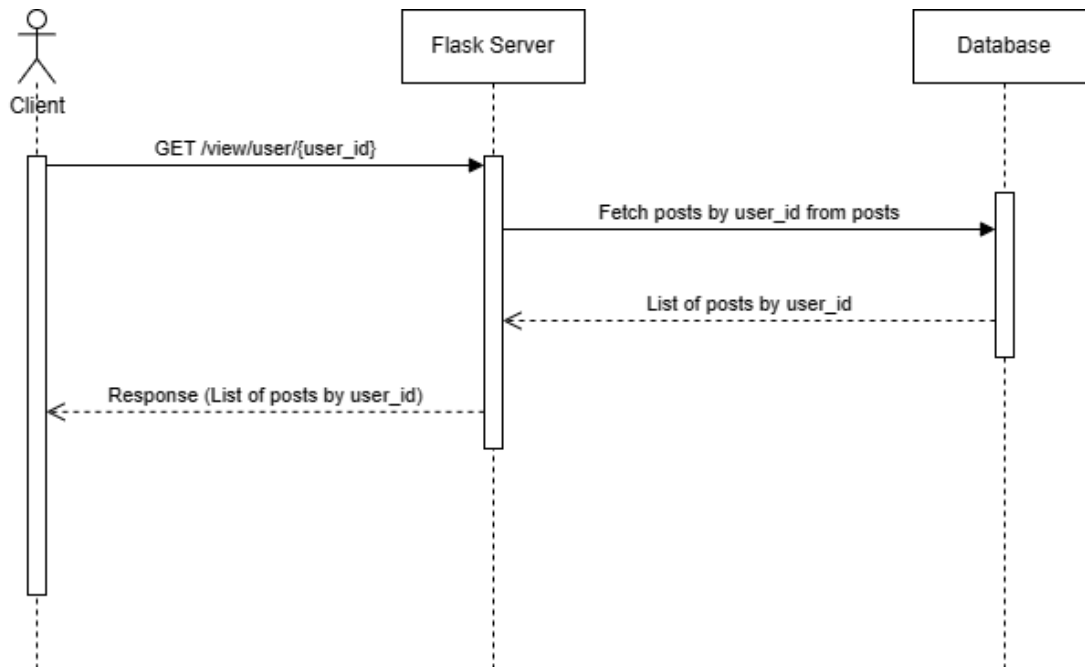 Client
Flask Server
Database
GET /view/user/{user_id}
Fetch posts by user_id from posts
List of posts by user_id
Response (List of posts by user_id)